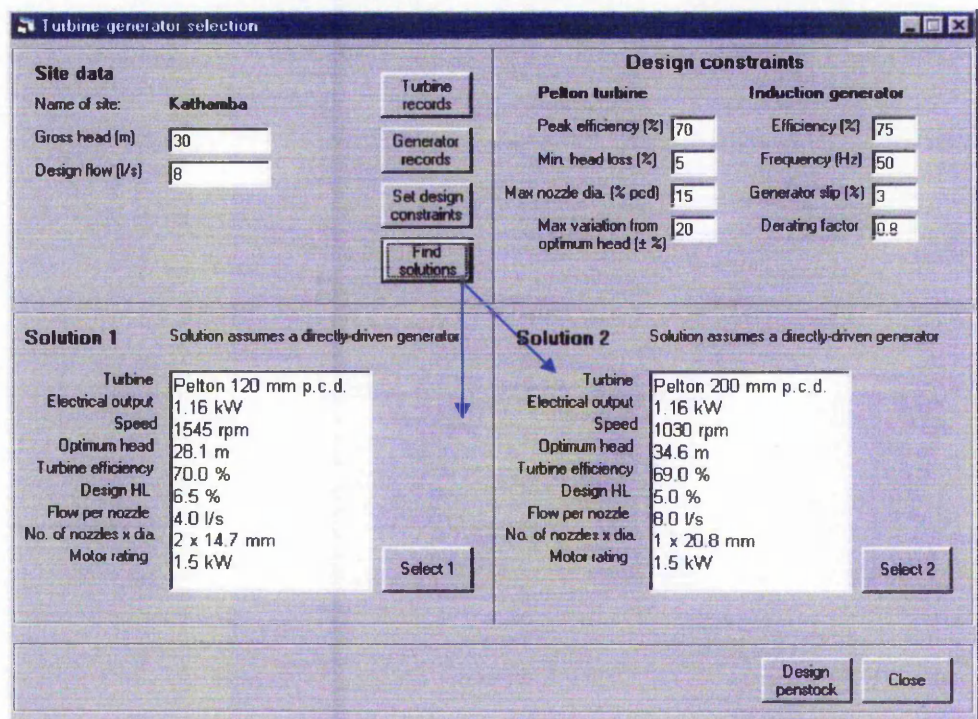 Turbine-generator selection
Site data
Name of site: Kathamba
Gross head (m) 30
Design flow (l/s) 8
Turbine records
Generator records
Set design constraints
Find solutions
Design constraints
Pelton turbine
Peak efficiency (%) 70
Min. head loss (%) 5
Max nozzle dia. (% pcd) 15
Max variation from optimum head (± %) 20
Induction generator
Efficiency (%) 75
Frequency (Hz) 50
Generator slip (%) 3
Derating factor 0.8
Solution 1 Solution assumes a directly-driven generator
Turbine Pelton 120 mm p.c.d.
Electrical output 1.16 kW
Speed 1545 rpm
Optimum head 28.1 m
Turbine efficiency 70.0 %
Design HL 6.5 %
Flow per nozzle 4.0 l/s
No. of nozzles x dia. 2 x 14.7 mm
Motor rating 1.5 kW
Select 1
Solution 2 Solution assumes a directly-driven generator
Turbine Pelton 200 mm p.c.d.
Electrical output 1.16 kW
Speed 1030 rpm
Optimum head 34.6 m
Turbine efficiency 69.0 %
Design HL 5.0 %
Flow per nozzle 8.0 l/s
No. of nozzles x dia. 1 x 20.8 mm
Motor rating 1.5 kW
Select 2
Design penstock
Close